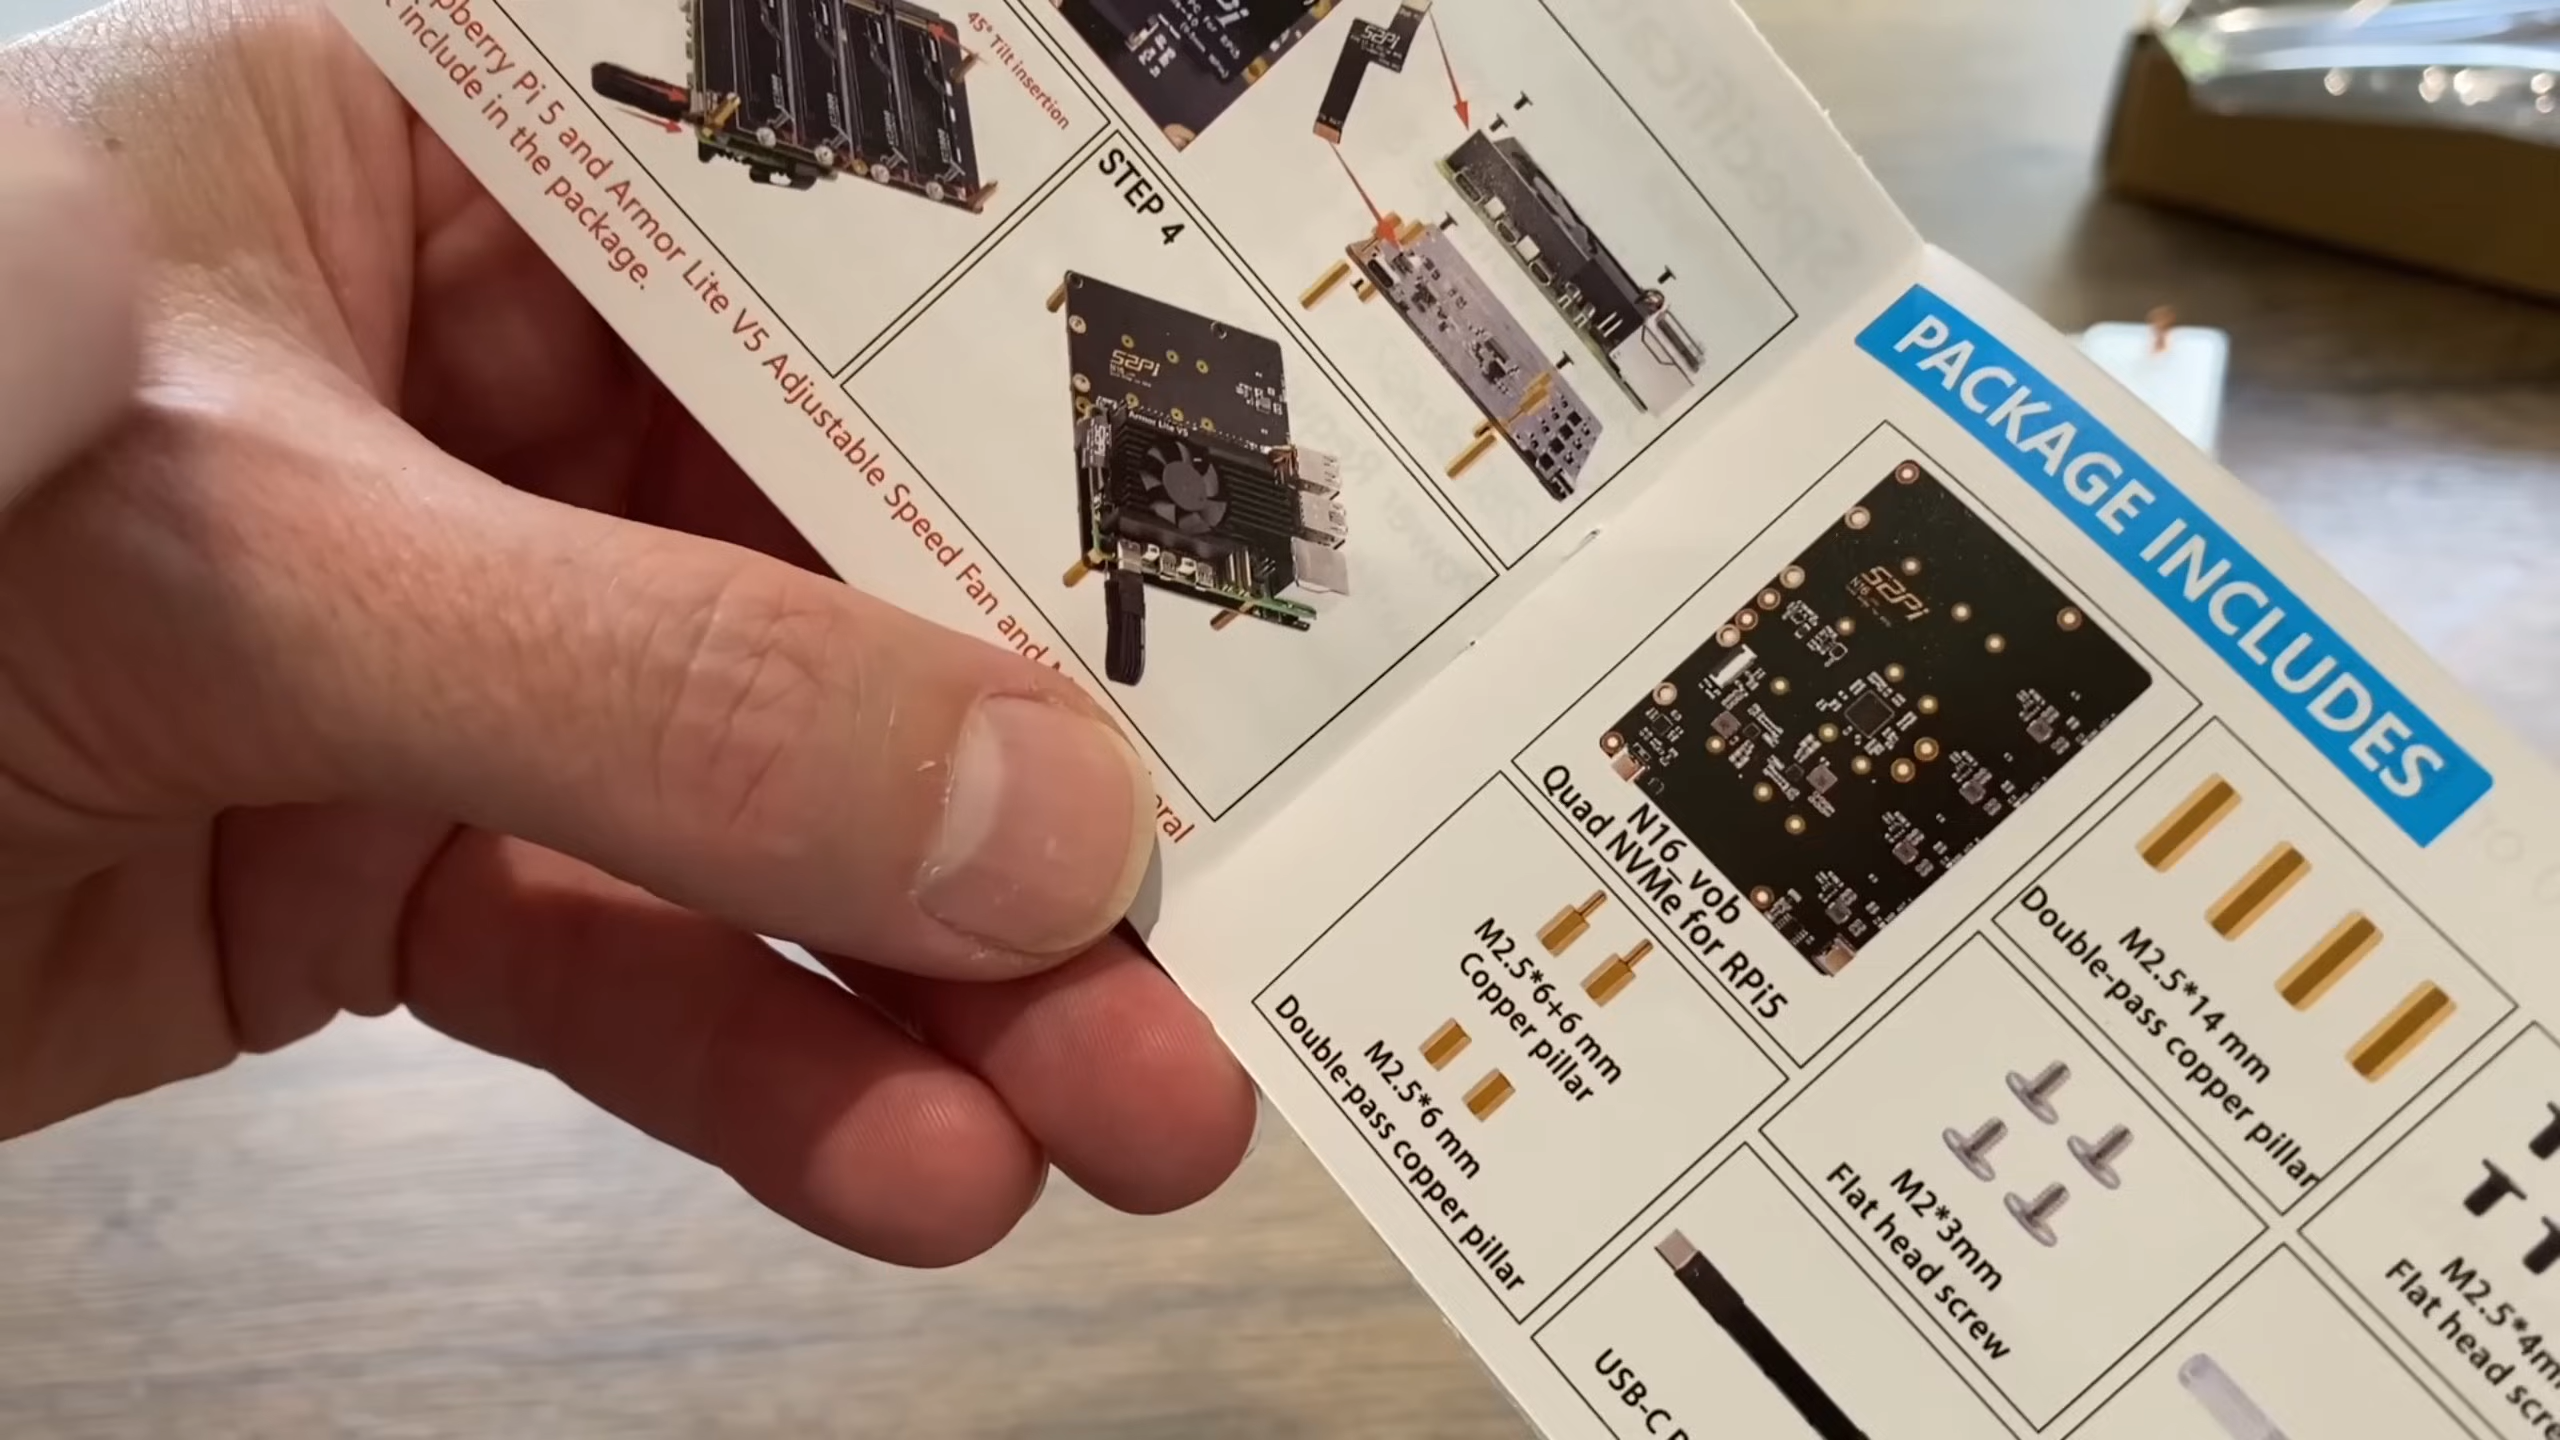 45° Tilt insertion
STEP 4
S2Pi
Armor Lite V5
Pi 5 and Armor Lite V5 Adjustable Speed Fan and
include in the package.
PACKAGE INCLUDES
S2Pi
N16
N16_vob
Quad NVMe for RPi5
M2.5*14 mm
Double-pass copper pillar
M2.5*6+6 mm
Copper pillar
M2.5*6 mm
Double-pass copper pillar
M2*3mm
Flat head screw
M2.5*4m
Flat head scre
USB-C